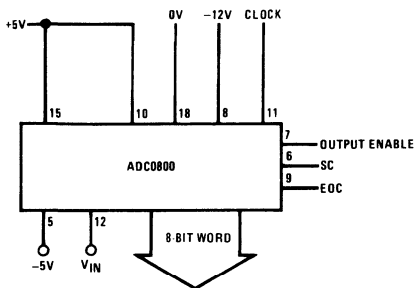 0V -12V CLOCK
+5V
15 10 18 8 11
7 OUTPUT ENABLE
ADC0800
6 SC
9 EOC
5 12 8-BIT WORD
-5V VIN